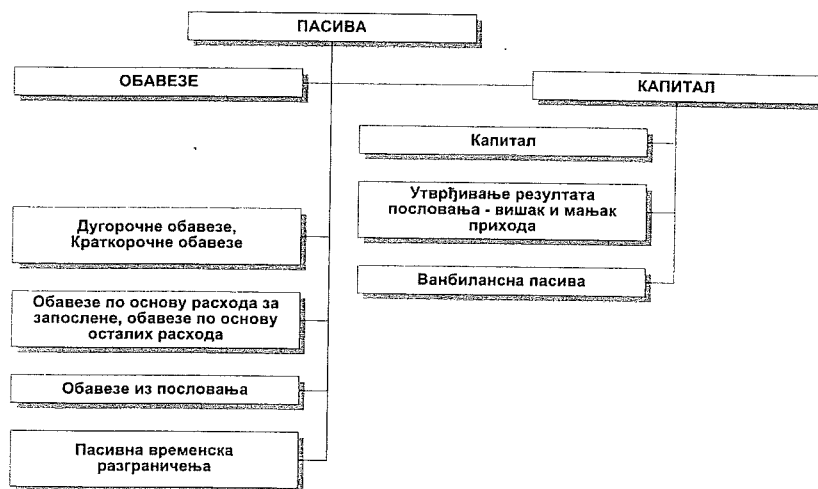 ПАСИВА
ОБАВЕЗЕ
КАПИТАЛ
Капитал
Утврђивање резултата
пословања - вишак и мањак
прихода
Ванбилансна пасива
Дугорочне обавезе,
Краткорочне обавезе
Обавезе по основу расхода за
запослене, обавезе по основу
осталих расхода
Обавезе из пословања
Пасивна временска
разграничења